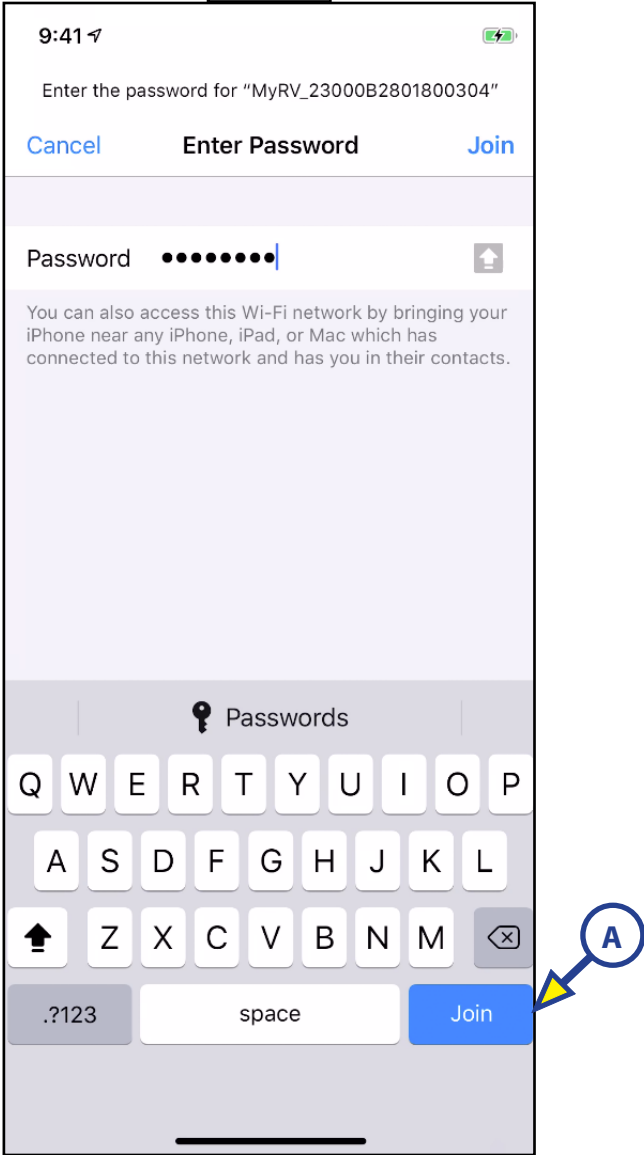 9:41
Enter the password for “MyRV_23000B2801800304”
Cancel Enter Password Join
Password ••••••••
You can also access this Wi-Fi network by bringing your
iPhone near any iPhone, iPad, or Mac which has
connected to this network and has you in their contacts.
Passwords
Q W E R T Y U I O P
A S D F G H J K L
Z X C V B N M
A
.?123 space Join